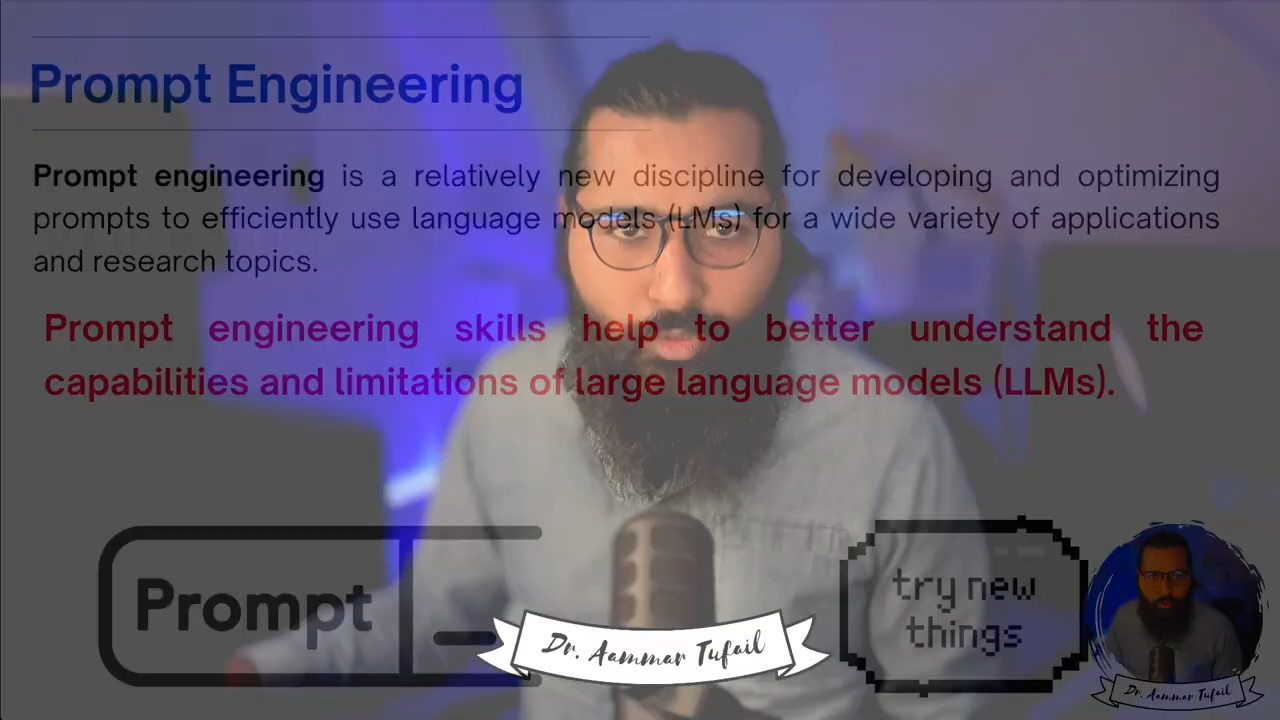 Prompt Engineering
Prompt engineering is a relatively new discipline for developing and optimizing
prompts to efficiently use language models (LMs) for a wide variety of applications
and research topics.
Prompt engineering skills help to better understand the
capabilities and limitations of large language models (LLMs).
Prompt
try new
things
Dr. Aammar Tufail
Dr. Aammar Tufail